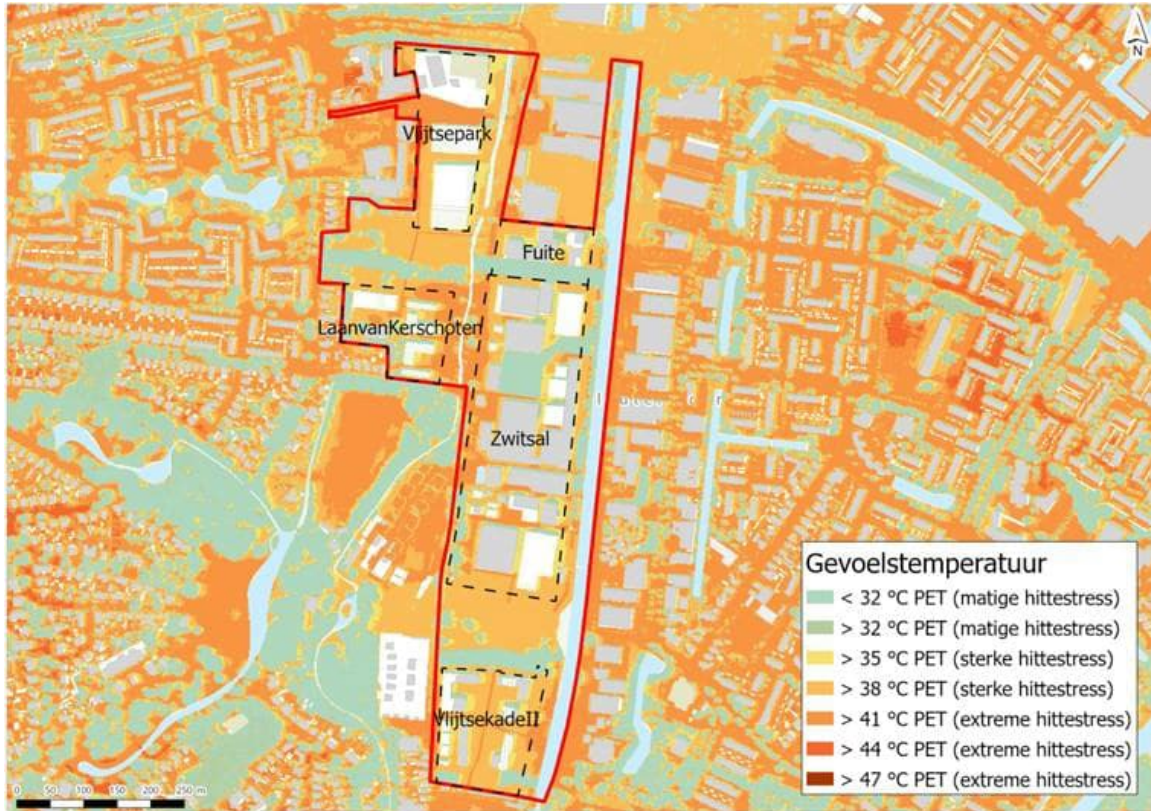 N
Vlijtsepark
Fuite
LaanvanKerschoten
Zwitsal
VlijtsekadeII
Gevoelstemperatuur
< 32 °C PET (matige hittestress)
> 32 °C PET (matige hittestress)
> 35 °C PET (sterke hittestress)
> 38 °C PET (sterke hittestress)
> 41 °C PET (extreme hittestress)
> 44 °C PET (extreme hittestress)
> 47 °C PET (extreme hittestress)
0 50 100 150 200 250 m